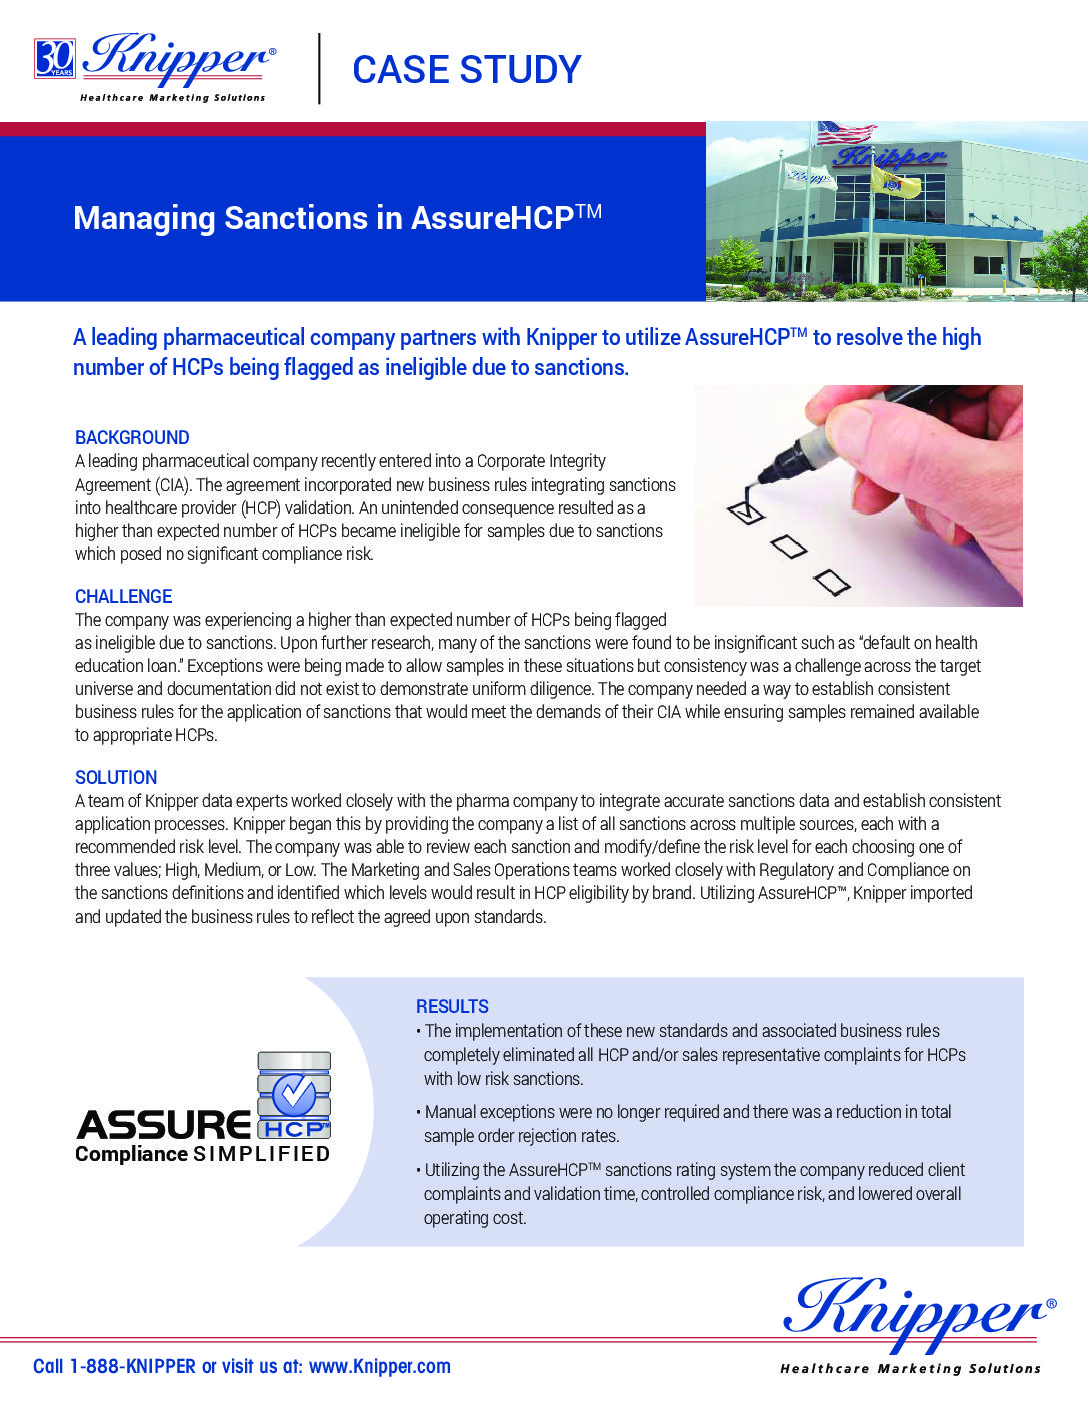 30 YEARS
Knipper®
Healthcare Marketing Solutions
CASE STUDY
Managing Sanctions in AssureHCP™
Knipper
Knipper
A leading pharmaceutical company partners with Knipper to utilize AssureHCP™ to resolve the high
number of HCPs being flagged as ineligible due to sanctions.
BACKGROUND
A leading pharmaceutical company recently entered into a Corporate Integrity
Agreement (CIA). The agreement incorporated new business rules integrating sanctions
into healthcare provider (HCP) validation. An unintended consequence resulted as a
higher than expected number of HCPs became ineligible for samples due to sanctions
which posed no significant compliance risk.
CHALLENGE
The company was experiencing a higher than expected number of HCPs being flagged
as ineligible due to sanctions. Upon further research, many of the sanctions were found to be insignificant such as “default on health
education loan.” Exceptions were being made to allow samples in these situations but consistency was a challenge across the target
universe and documentation did not exist to demonstrate uniform diligence. The company needed a way to establish consistent
business rules for the application of sanctions that would meet the demands of their CIA while ensuring samples remained available
to appropriate HCPs.
SOLUTION
A team of Knipper data experts worked closely with the pharma company to integrate accurate sanctions data and establish consistent
application processes. Knipper began this by providing the company a list of all sanctions across multiple sources, each with a
recommended risk level. The company was able to review each sanction and modify/define the risk level for each choosing one of
three values; High, Medium, or Low. The Marketing and Sales Operations teams worked closely with Regulatory and Compliance on
the sanctions definitions and identified which levels would result in HCP eligibility by brand. Utilizing AssureHCP™, Knipper imported
and updated the business rules to reflect the agreed upon standards.
RESULTS
• The implementation of these new standards and associated business rules
completely eliminated all HCP and/or sales representative complaints for HCPs
with low risk sanctions.
• Manual exceptions were no longer required and there was a reduction in total
sample order rejection rates.
• Utilizing the AssureHCP™ sanctions rating system the company reduced client
complaints and validation time, controlled compliance risk, and lowered overall
operating cost.
ASSURE
HCP™
Compliance SIMPLIFIED
Knipper®
Healthcare Marketing Solutions
Call 1-888-KNIPPER or visit us at: www.Knipper.com